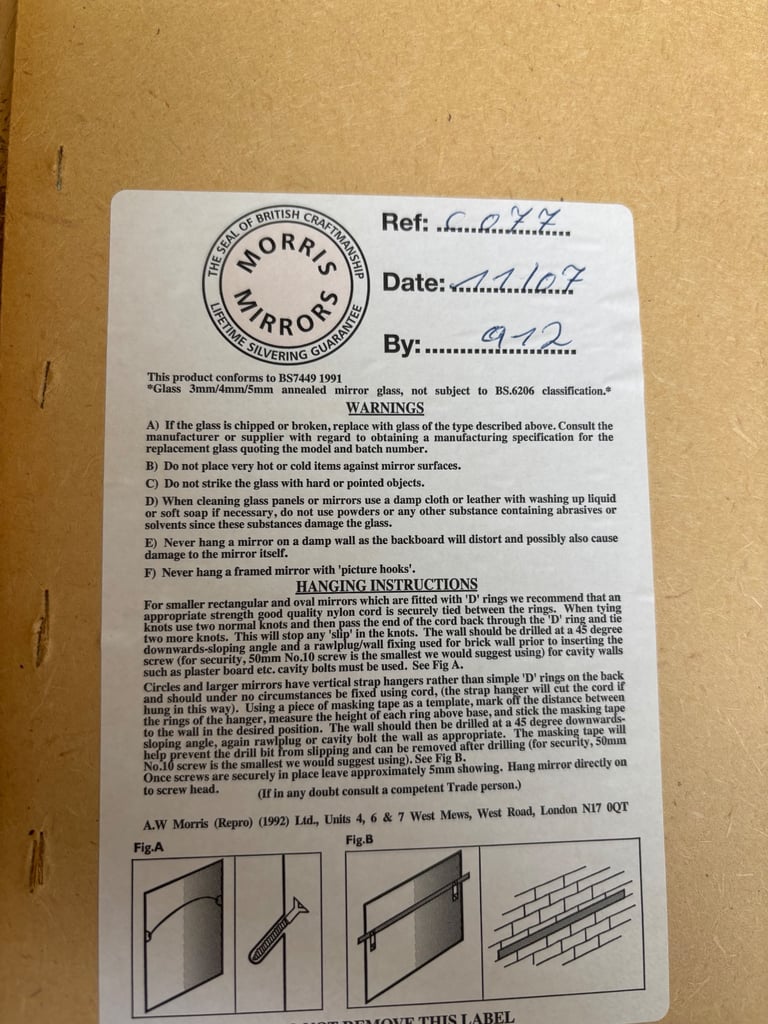 THE SEAL OF BRITISH CRAFTMANSHIP
MORRIS
MIRRORS
LIFETIME SILVERING GUARANTEE
Ref: C077
Date: 11/07
By: 912
This product conforms to BS7449 1991
*Glass 3mm/4mm/5mm annealed mirror glass, not subject to BS.6206 classification.*
WARNINGS
A) If the glass is chipped or broken, replace with glass of the type described above. Consult the
manufacturer or supplier with regard to obtaining a manufacturing specification for the
replacement glass quoting the model and batch number.
B) Do not place very hot or cold items against mirror surfaces.
C) Do not strike the glass with hard or pointed objects.
D) When cleaning glass panels or mirrors use a damp cloth or leather with washing up liquid
or soft soap if necessary, do not use powders or any other substance containing abrasives or
solvents since these substances damage the glass.
E) Never hang a mirror on a damp wall as the backboard will distort and possibly also cause
damage to the mirror itself.
F) Never hang a framed mirror with 'picture hooks'.
HANGING INSTRUCTIONS
For smaller rectangular and oval mirrors which are fitted with 'D' rings we recommend that an
appropriate strength good quality nylon cord is securely tied between the rings. When tying
knots use two normal knots and then pass the end of the cord back through the 'D' ring and tie
two more knots. This will stop any 'slip' in the knots. The wall should be drilled at a 45 degree
downwards-sloping angle and a rawlplug/wall fixing used for brick wall prior to inserting the
screw (for security, 50mm No.10 screw is the smallest we would suggest using) for cavity walls
such as plaster board etc. cavity bolts must be used. See Fig A.
Circles and larger mirrors have vertical strap hangers rather than simple 'D' rings on the back
and should under no circumstances be fixed using cord, (the strap hanger will cut the cord if
hung in this way). Using a piece of masking tape as a template, mark off the distance between
the rings of the hanger, measure the height of each ring above base, and stick the masking tape
to the wall in the desired position. The wall should then be drilled at a 45 degree downwards-
sloping angle, again rawlplug or cavity bolt the wall as appropriate. The masking tape will
help prevent the drill bit from slipping and can be removed after drilling (for security, 50mm
No.10 screw is the smallest we would suggest using). See Fig B.
Once screws are securely in place leave approximately 5mm showing. Hang mirror directly on
to screw head. (If in any doubt consult a competent Trade person.)
A.W Morris (Repro) (1992) Ltd., Units 4, 6 & 7 West Mews, West Road, London N17 0QT
Fig.A
Fig.B
NOT REMOVE THIS LABEL